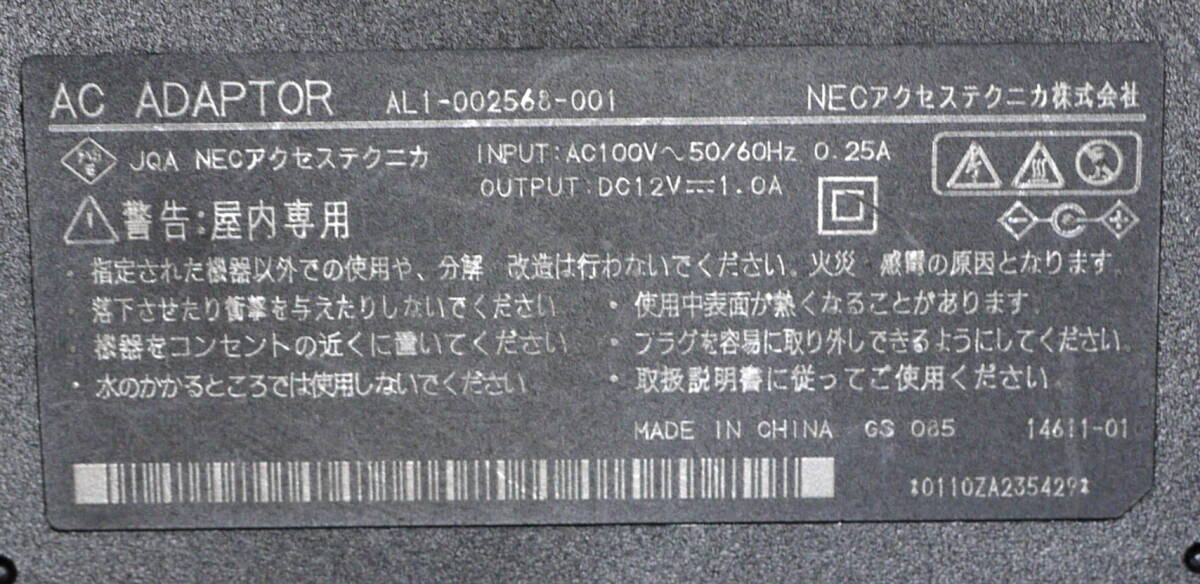 AC ADAPTOR AL1-002568-001 NECアクセステクニカ株式会社
JQA NECアクセステクニカ INPUT:AC100V～50/60Hz 0.25A
OUTPUT:DC12V⎓1.0A
警告:屋内専用
・指定された機器以外での使用や、分解・改造は行わないでください。火災・感電の原因となります。
・落下させたり衝撃を与えたりしないでください。
・機器をコンセントの近くに置いてください。
・水のかかるところでは使用しないでください。
・使用中表面が熱くなることがあります。
・プラグを容易に取り外しできるようにしてください。
・取扱説明書に従ってご使用ください。
MADE IN CHINA GS 085 14611-01
*0110ZA235429*